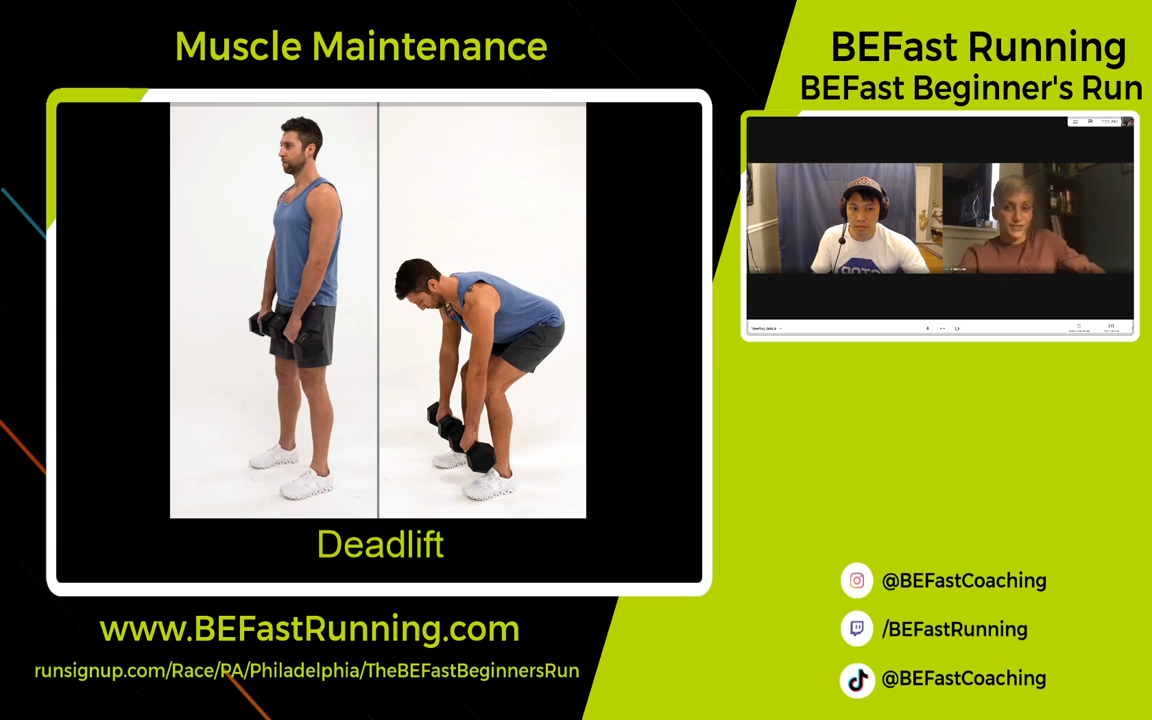 Muscle Maintenance
BEFast Running
BEFast Beginner's Run
Deadlift
www.BEFastRunning.com
runsignup.com/Race/PA/Philadelphia/TheBEFastBeginnersRun
@BEFastCoaching
/BEFastRunning
@BEFastCoaching